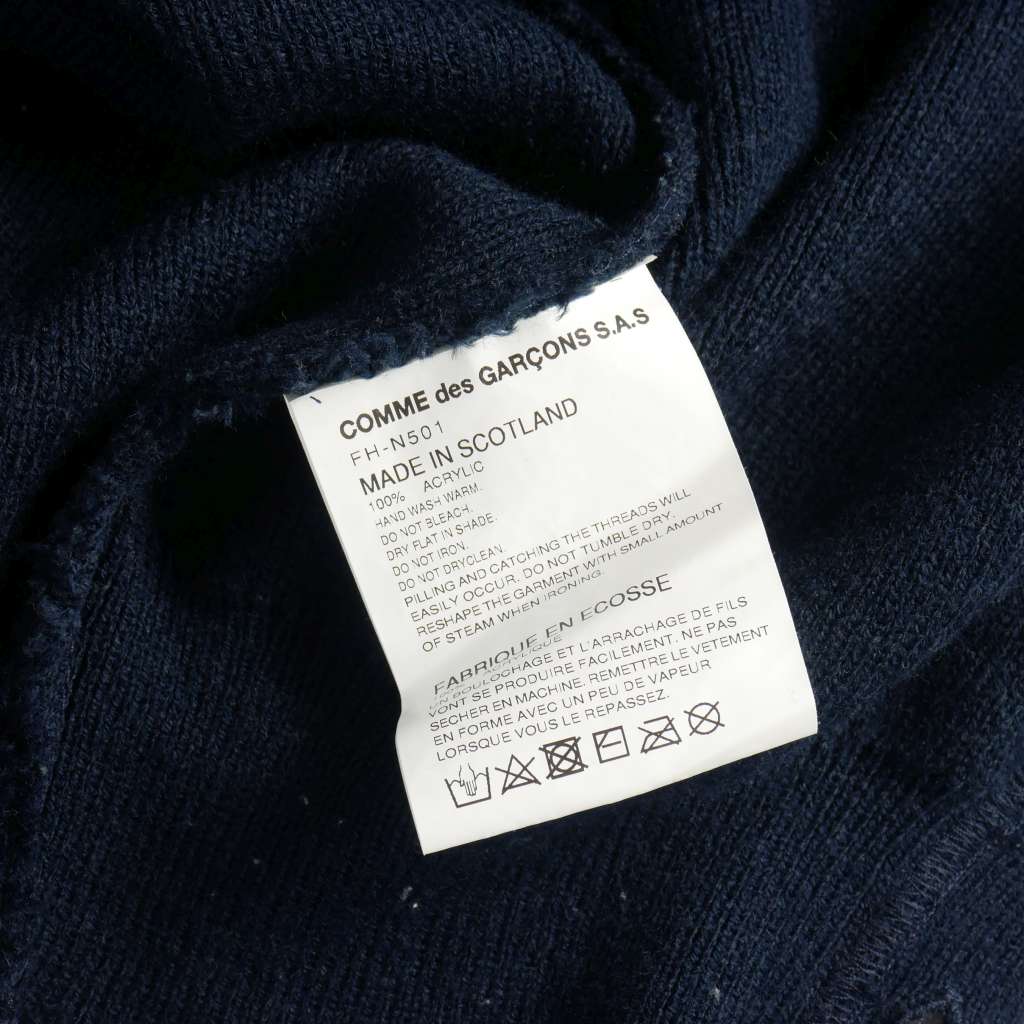 COMME des GARÇONS S.A.S
FH-N501
MADE IN SCOTLAND
100% ACRYLIC
HAND WASH WARM.
DO NOT BLEACH.
DRY FLAT IN SHADE.
DO NOT IRON.
DO NOT DRYCLEAN.
PILLING AND CATCHING THE THREADS WILL
EASILY OCCUR. DO NOT TUMBLE DRY.
RESHAPE THE GARMENT WITH SMALL AMOUNT
OF STEAM WHEN IRONING.
FABRIQUE EN ECOSSE
100% ACRYLIQUE
UN BOULOCHAGE ET L'ARRACHAGE DE FILS
VONT SE PRODUIRE FACILEMENT. NE PAS
SECHER EN MACHINE. REMETTRE LE VETEMENT
EN FORME AVEC UN PEU DE VAPEUR
LORSQUE VOUS LE REPASSEZ.